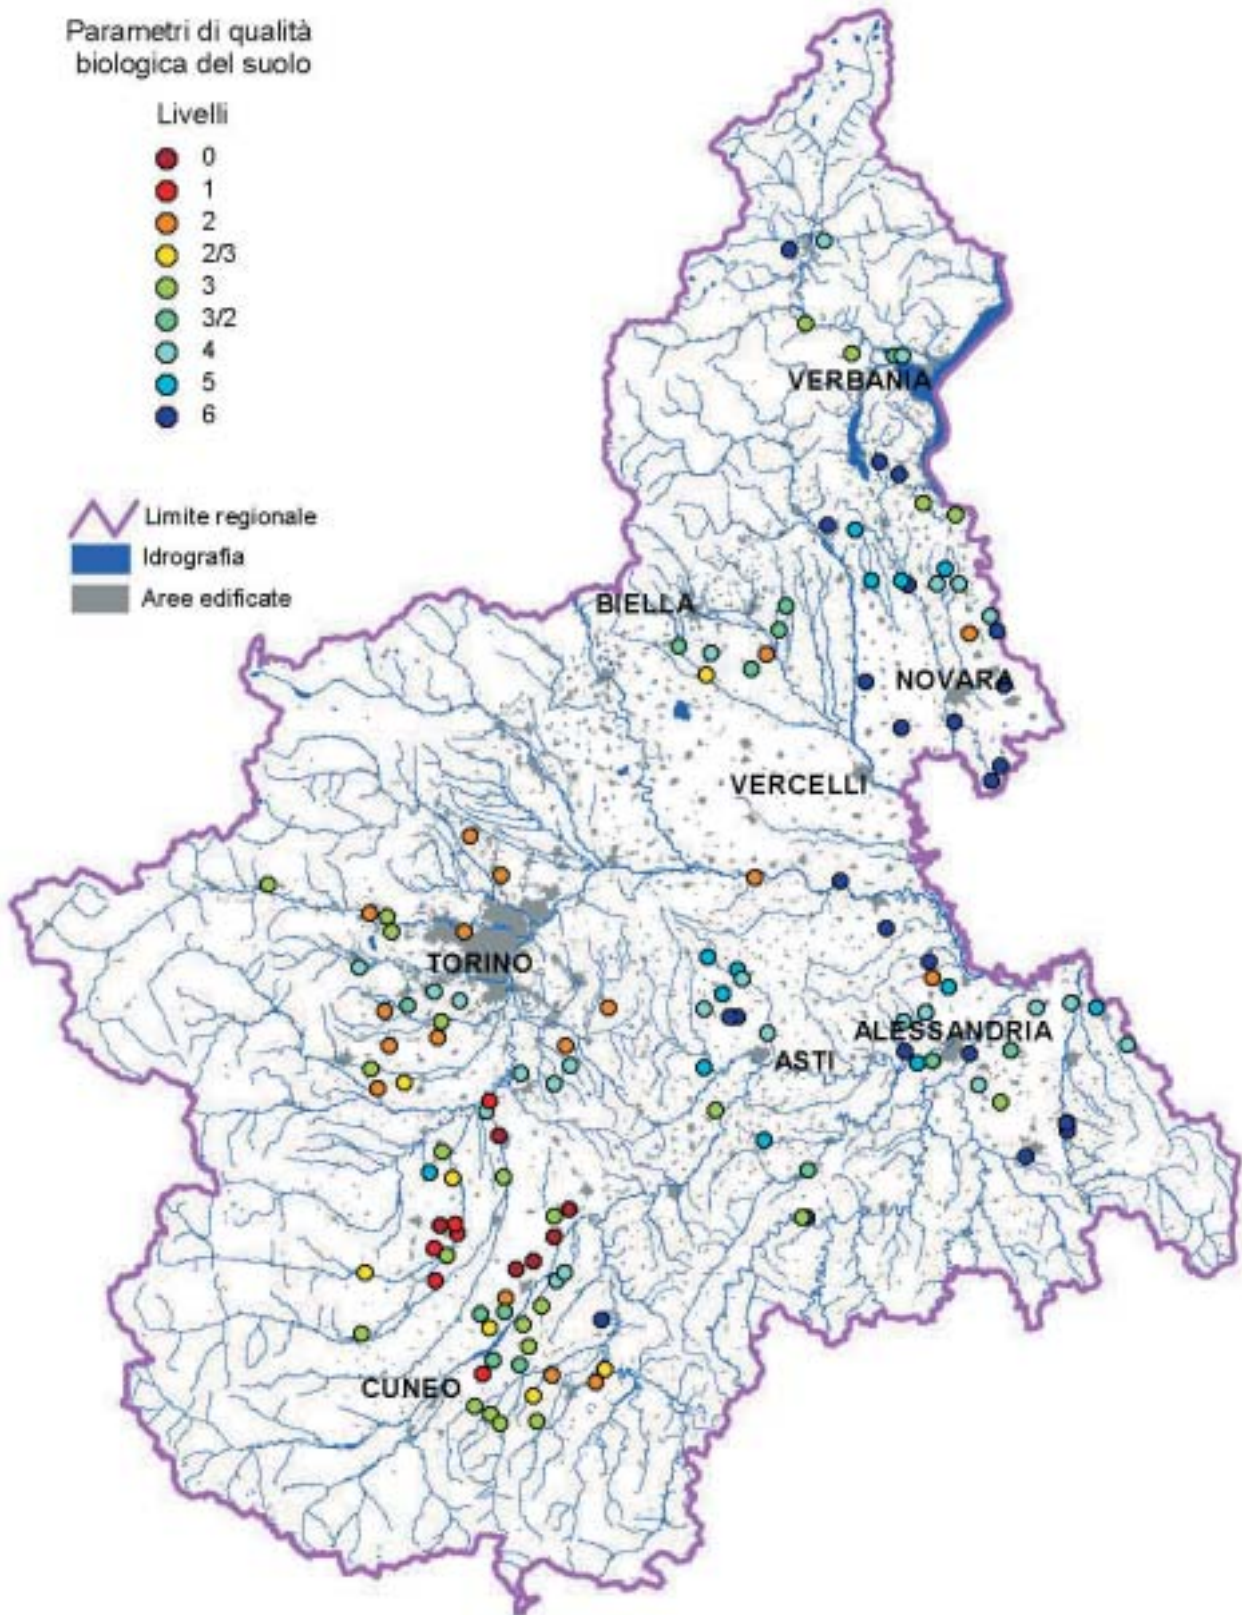 Parametri di qualità
biologica del suolo
Livelli
0
1
2
2/3
3
3/2
4
5
6
Limite regionale
Idrografia
Aree edificate
VERBANIA
BIELLA
NOVARA
VERCELLI
TORINO
ALESSANDRIA
ASTI
CUNEO